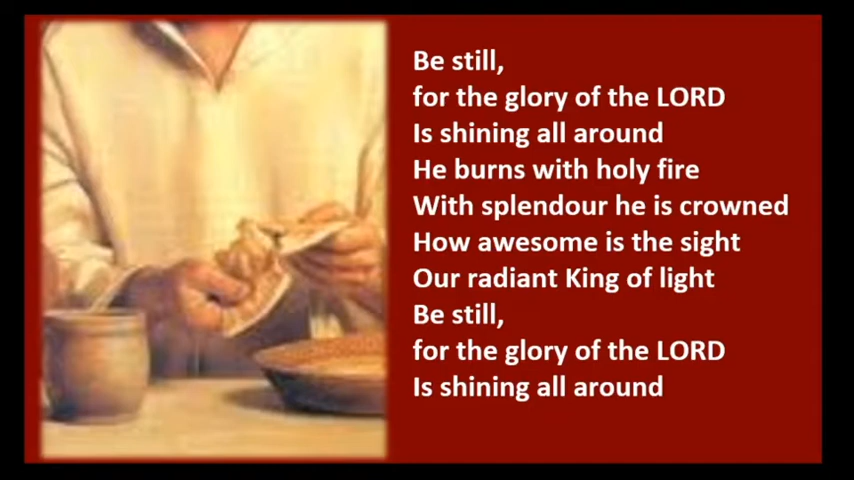 Be still,
for the glory of the LORD
Is shining all around
He burns with holy fire
With splendour he is crowned
How awesome is the sight
Our radiant King of light
Be still,
for the glory of the LORD
Is shining all around